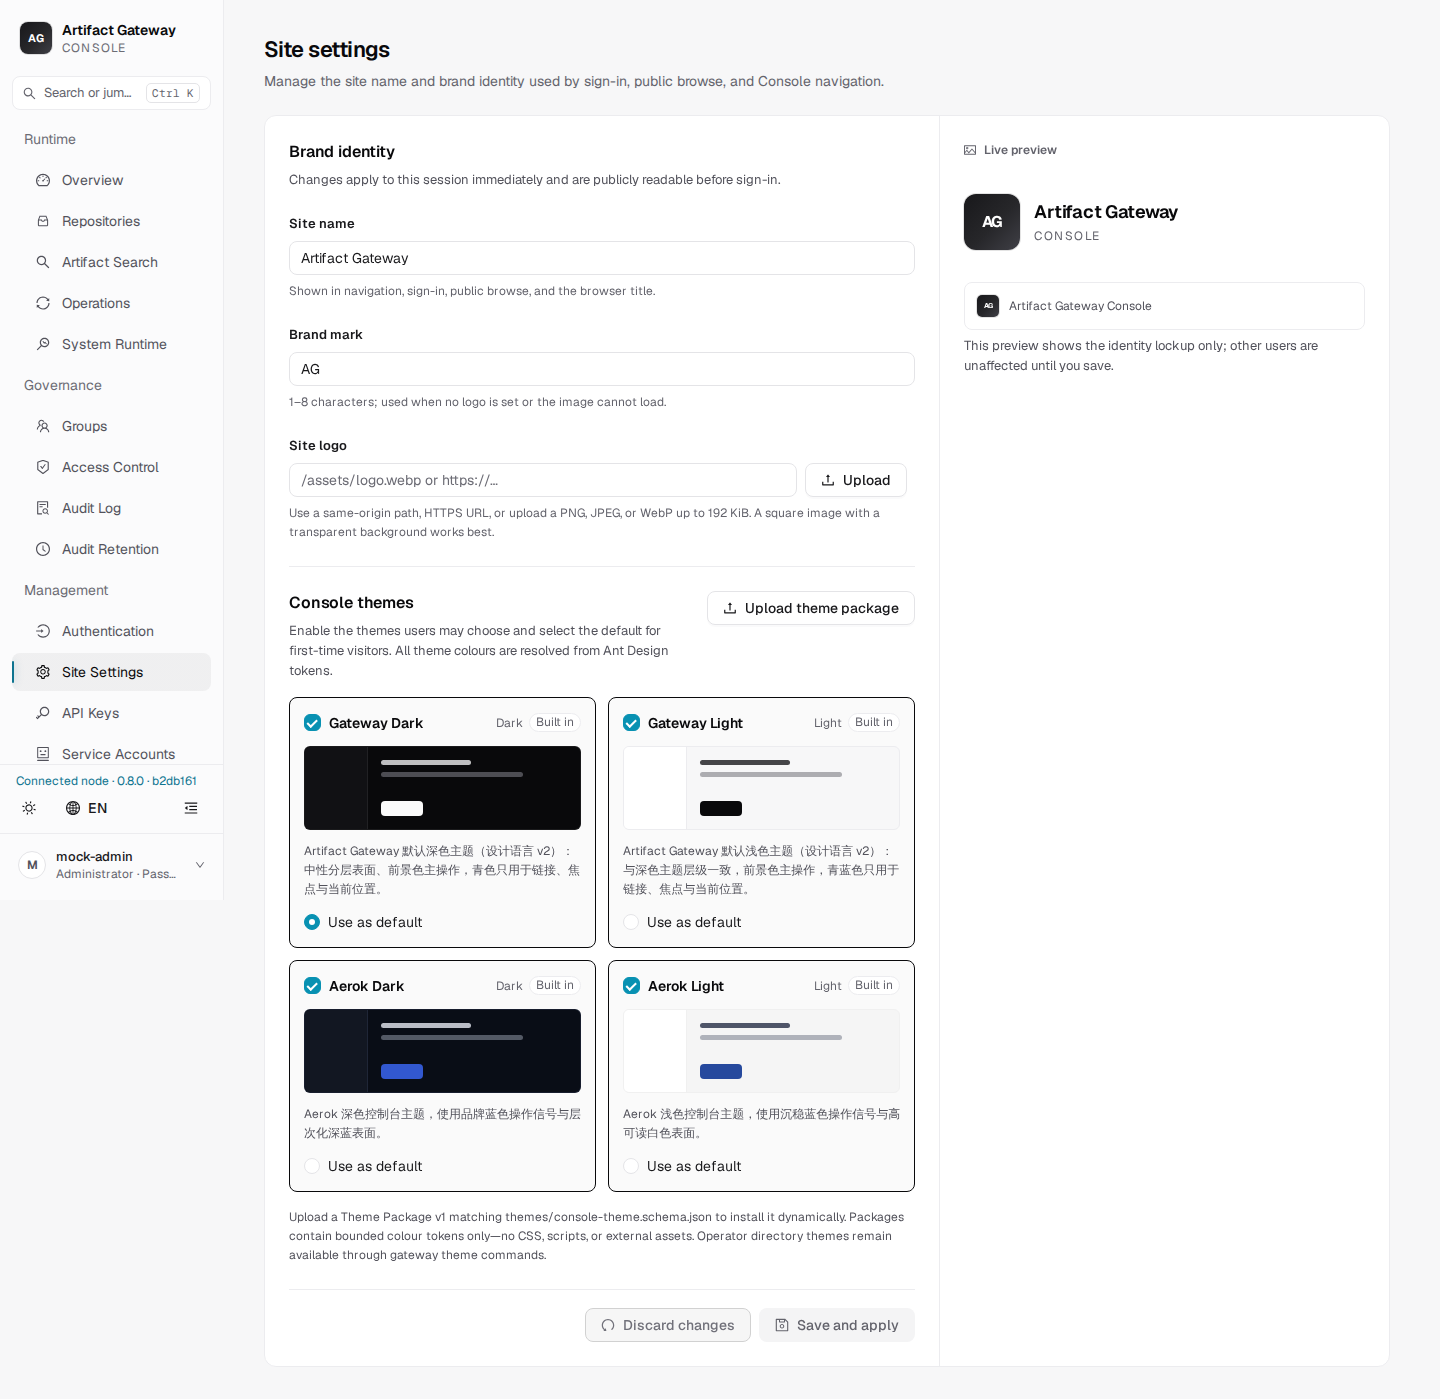 AG
Artifact Gateway
CONSOLE
Search or jum... Ctrl K
Runtime
Overview
Repositories
Artifact Search
Operations
System Runtime
Governance
Groups
Access Control
Audit Log
Audit Retention
Management
Authentication
Site Settings
API Keys
Service Accounts
Connected node · 0.8.0 · b2db161
EN
M
mock-admin
Administrator · Pass...
Site settings
Manage the site name and brand identity used by sign-in, public browse, and Console navigation.
Brand identity
Changes apply to this session immediately and are publicly readable before sign-in.
Site name
Artifact Gateway
Shown in navigation, sign-in, public browse, and the browser title.
Brand mark
AG
1–8 characters; used when no logo is set or the image cannot load.
Site logo
/assets/logo.webp or https://...
Upload
Use a same-origin path, HTTPS URL, or upload a PNG, JPEG, or WebP up to 192 KiB. A square image with a
transparent background works best.
Console themes
Upload theme package
Enable the themes users may choose and select the default for
first-time visitors. All theme colours are resolved from Ant Design
tokens.
Gateway Dark Dark Built in
Artifact Gateway 默认深色主题（设计语言 v2）：
中性分层表面、前景色主操作，青色只用于链接、焦
点与当前位置。
Use as default
Gateway Light Light Built in
Artifact Gateway 默认浅色主题（设计语言 v2）：
与深色主题层级一致，前景色主操作，青蓝色只用于
链接、焦点与当前位置。
Use as default
Aerok Dark Dark Built in
Aerok 深色控制台主题，使用品牌蓝色操作信号与层
次化深蓝表面。
Use as default
Aerok Light Light Built in
Aerok 浅色控制台主题，使用沉稳蓝色操作信号与高
可读白色表面。
Use as default
Upload a Theme Package v1 matching themes/console-theme.schema.json to install it dynamically. Packages
contain bounded colour tokens only—no CSS, scripts, or external assets. Operator directory themes remain
available through gateway theme commands.
Discard changes
Save and apply
Live preview
AG
Artifact Gateway
CONSOLE
AG
Artifact Gateway Console
This preview shows the identity lockup only; other users are
unaffected until you save.